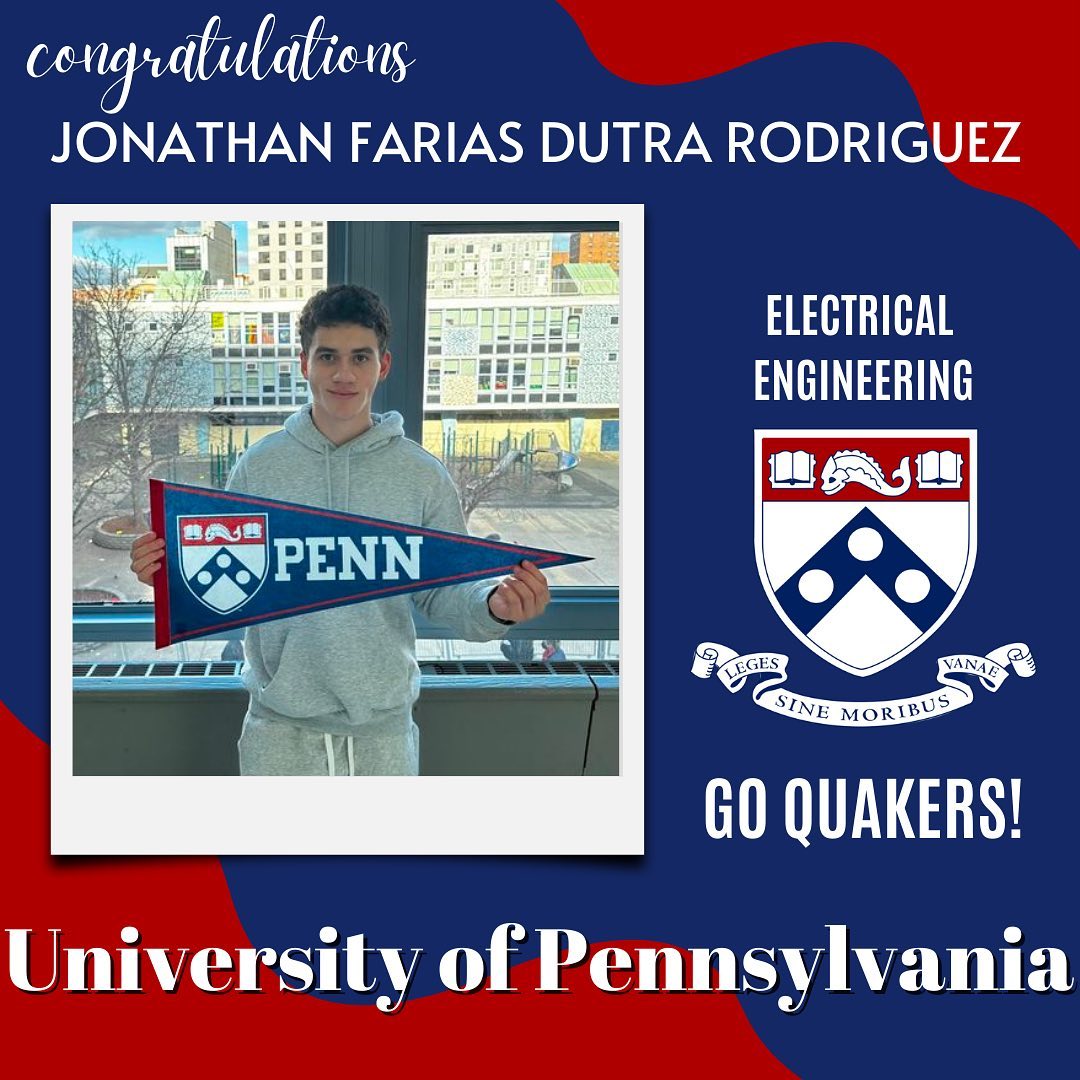 congratulations
JONATHAN FARIAS DUTRA RODRIGUEZ
ELECTRICAL
ENGINEERING
PENN
LEGES
VANAE
SINE MORIBUS
GO QUAKERS!
University of Pennsylvania